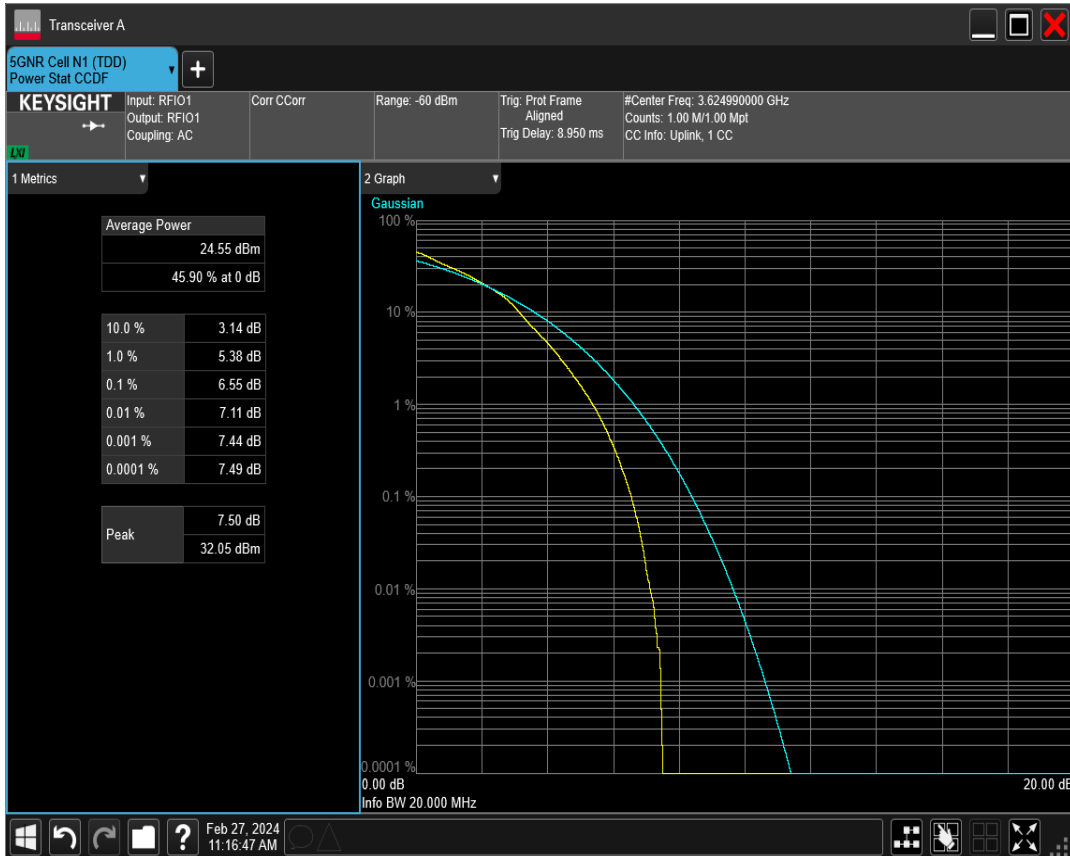 Transceiver A
5GNR Cell N1 (TDD)
Power Stat CCDF
+
KEYSIGHT
LXI
Input: RFIO1
Output: RFIO1
Coupling: AC
Corr CCorr
Range: -60 dBm
Trig: Prot Frame
Aligned
Trig Delay: 8.950 ms
#Center Freq: 3.624990000 GHz
Counts: 1.00 M/1.00 Mpt
CC Info: Uplink, 1 CC
1 Metrics
Average Power
24.55 dBm
45.90 % at 0 dB
10.0 % 3.14 dB
1.0 % 5.38 dB
0.1 % 6.55 dB
0.01 % 7.11 dB
0.001 % 7.44 dB
0.0001 % 7.49 dB
Peak
7.50 dB
32.05 dBm
2 Graph
Gaussian
100 %
10 %
1 %
0.1 %
0.01 %
0.001 %
0.0001 %
0.00 dB 20.00 dB
Info BW 20.000 MHz
?
Feb 27, 2024
11:16:47 AM